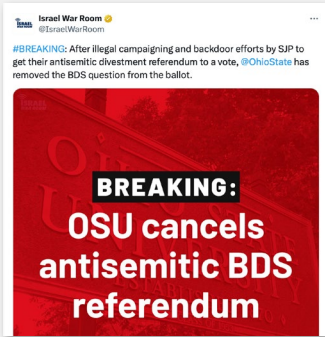 Israel War Room
@IsraelWarRoom
#BREAKING: After illegal campaigning and backdoor efforts by SJP to
get their antisemitic divestment referendum to a vote, @OhioState has
removed the BDS question from the ballot.
BREAKING:
OSU cancels
antisemitic BDS
referendum